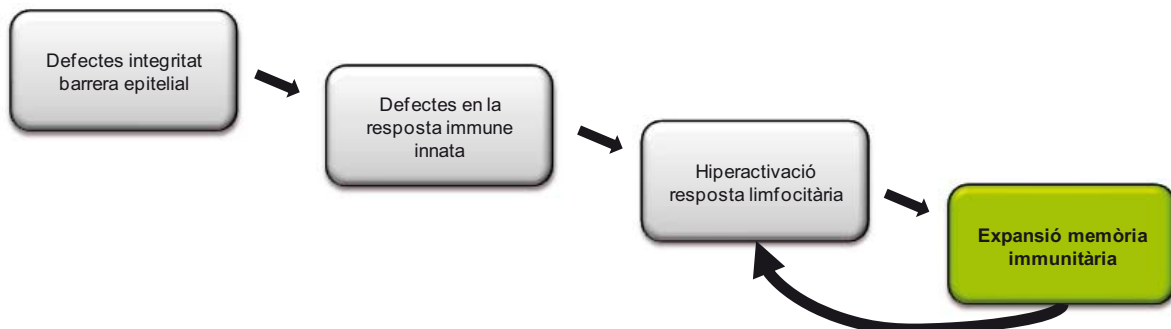 Defectes integritat
barrera epitelial
Defectes en la
resposta immune
innata
Hiperactivació
resposta limfocitària
Expansió memòria
immunitària